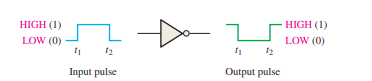 HIGH (1)
LOW (0)
t1 t2
Input pulse
HIGH (1)
LOW (0)
t1 t2
Output pulse